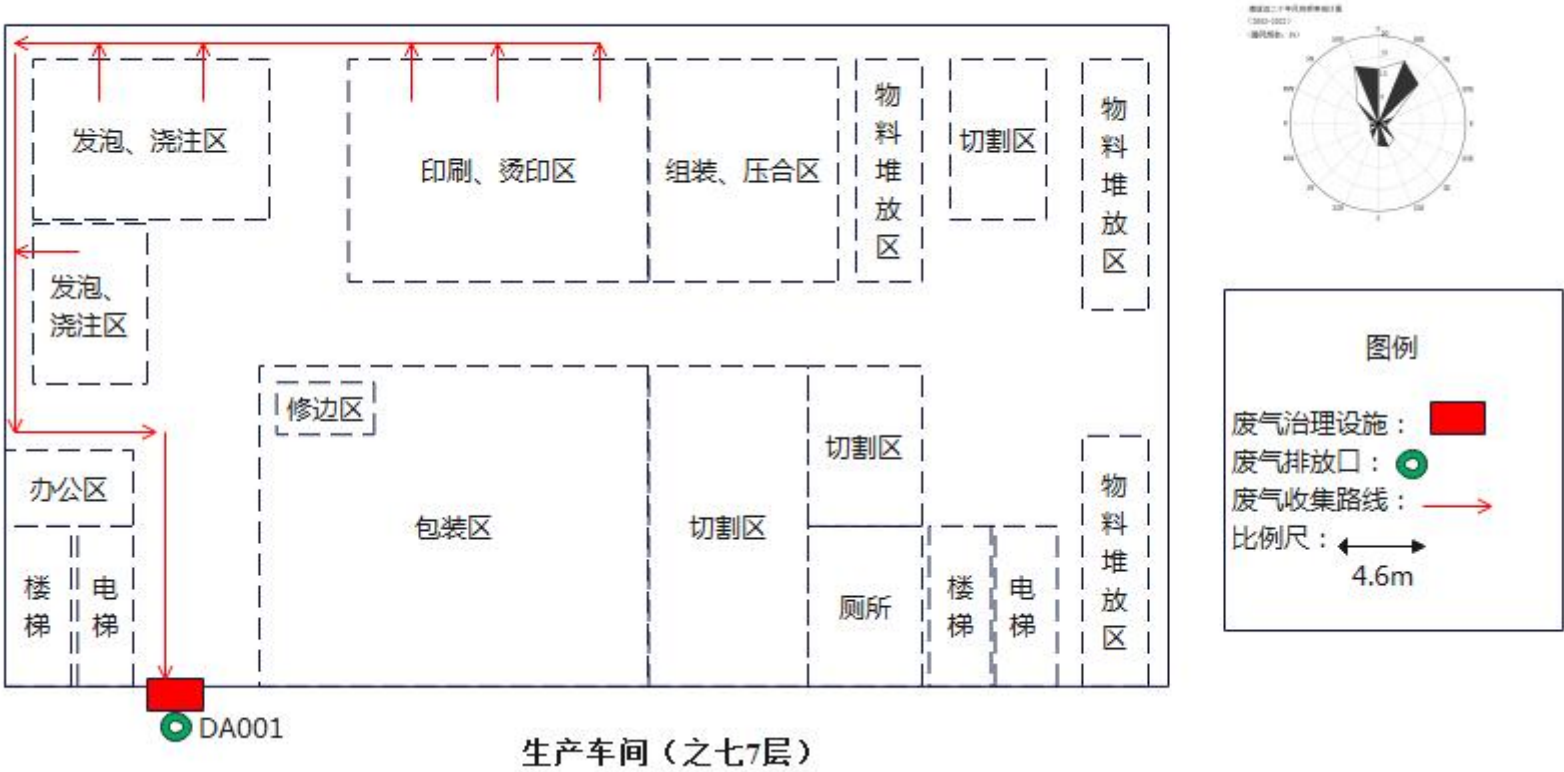 发泡、浇注区
印刷、烫印区
组装、压合区
物料堆放区
切割区
物料堆放区
发泡、
浇注区
修边区
包装区
切割区
切割区
厕所
楼梯
电梯
物料堆放区
办公区
楼梯
电梯
DA001
生产车间（之七7层）
图例
废气治理设施：
废气排放口：
废气收集路线：
比例尺：
4.6m